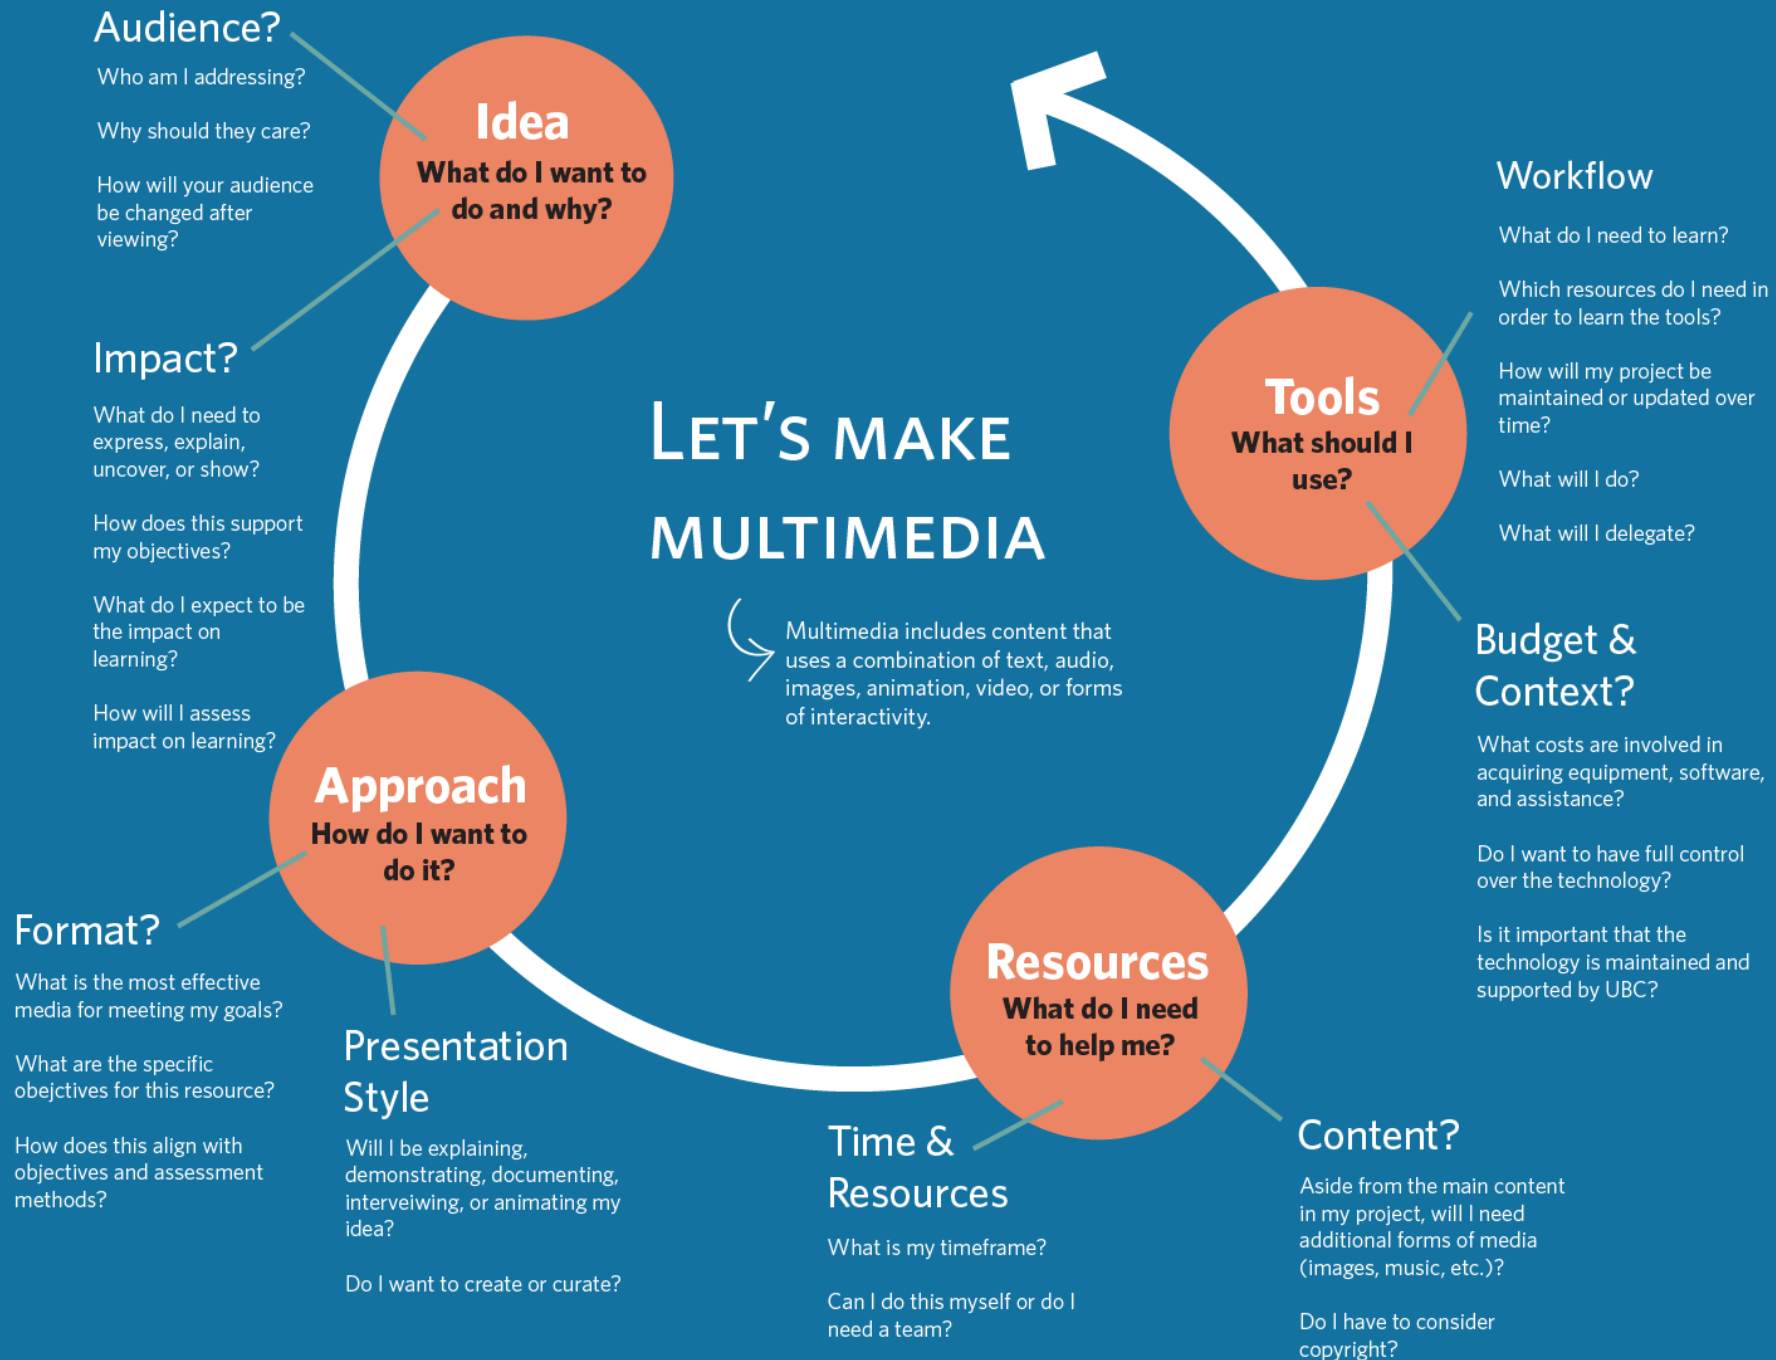 Audience?
Who am I addressing?
Why should they care?
How will your audience
be changed after
viewing?
Idea
What do I want to
do and why?
Impact?
What do I need to
express, explain,
uncover, or show?
How does this support
my objectives?
What do I expect to be
the impact on
learning?
How will I assess
impact on learning?
LET'S MAKE
MULTIMEDIA
Multimedia includes content that
uses a combination of text, audio,
images, animation, video, or forms
of interactivity.
Approach
How do I want to
do it?
Format?
What is the most effective
media for meeting my goals?
What are the specific
obejctives for this resource?
How does this align with
objectives and assessment
methods?
Presentation
Style
Will I be explaining,
demonstrating, documenting,
interveiwing, or animating my
idea?
Do I want to create or curate?
Resources
What do I need
to help me?
Time &
Resources
What is my timeframe?
Can I do this myself or do I
need a team?
Content?
Aside from the main content
in my project, will I need
additional forms of media
(images, music, etc.)?
Do I have to consider
copyright?
Tools
What should I
use?
Workflow
What do I need to learn?
Which resources do I need in
order to learn the tools?
How will my project be
maintained or updated over
time?
What will I do?
What will I delegate?
Budget &
Context?
What costs are involved in
acquiring equipment, software,
and assistance?
Do I want to have full control
over the technology?
Is it important that the
technology is maintained and
supported by UBC?